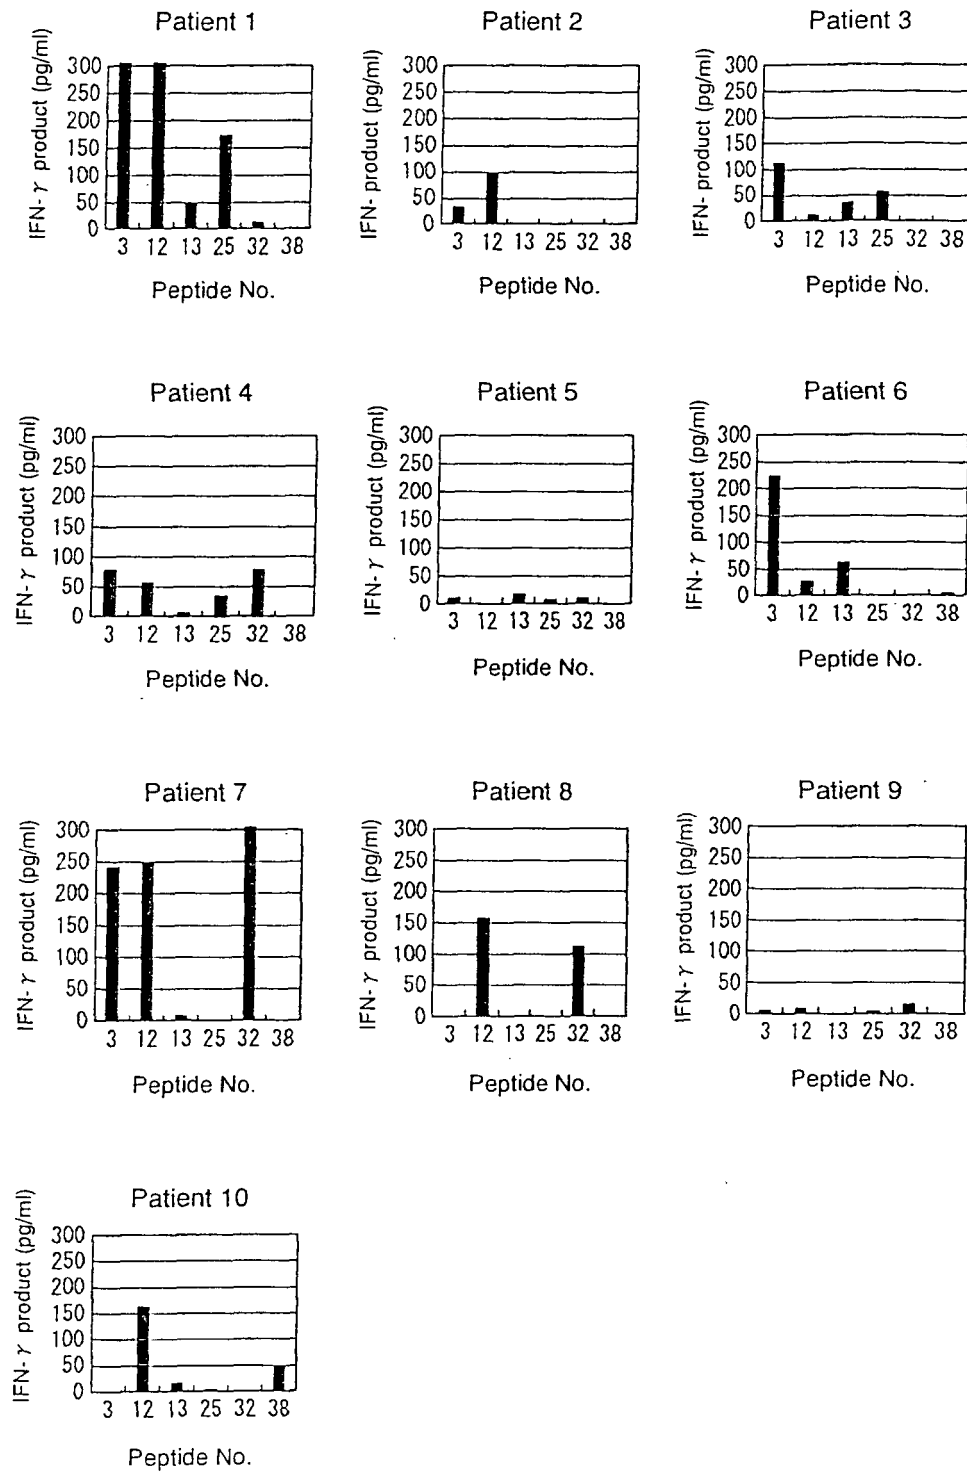 Patient 1
IFN-γ product (pg/ml)
300
250
200
150
100
50
0
3 12 13 25 32 38
Peptide No.
Patient 2
IFN- product (pg/ml)
300
250
200
150
100
50
0
3 12 13 25 32 38
Peptide No.
Patient 3
IFN- product (pg/ml)
300
250
200
150
100
50
0
3 12 13 25 32 38
Peptide No.
Patient 4
IFN-γ product (pg/ml)
300
250
200
150
100
50
0
3 12 13 25 32 38
Peptide No.
Patient 5
IFN-γ product (pg/ml)
300
250
200
150
100
50
0
3 12 13 25 32 38
Peptide No.
Patient 6
IFN-γ product (pg/ml)
300
250
200
150
100
50
0
3 12 13 25 32 38
Peptide No.
Patient 7
IFN-γ product (pg/ml)
300
250
200
150
100
50
0
3 12 13 25 32 38
Peptide No.
Patient 8
IFN-γ product (pg/ml)
300
250
200
150
100
50
0
3 12 13 25 32 38
Peptide No.
Patient 9
IFN-γ product (pg/ml)
300
250
200
150
100
50
0
3 12 13 25 32 38
Peptide No.
Patient 10
IFN-γ product (pg/ml)
300
250
200
150
100
50
0
3 12 13 25 32 38
Peptide No.